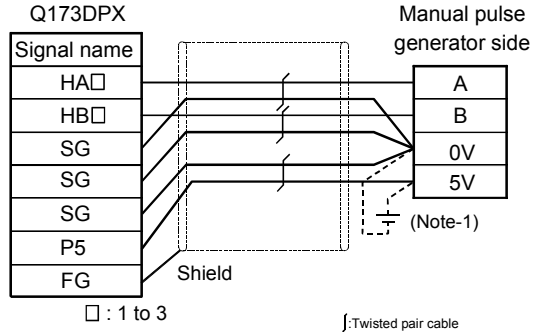 Q173DPX
Manual pulse
generator side
Signal name
HA□
HB□
SG
SG
SG
P5
FG
A
B
0V
5V
(Note-1)
Shield
□ : 1 to 3
∫:Twisted pair cable